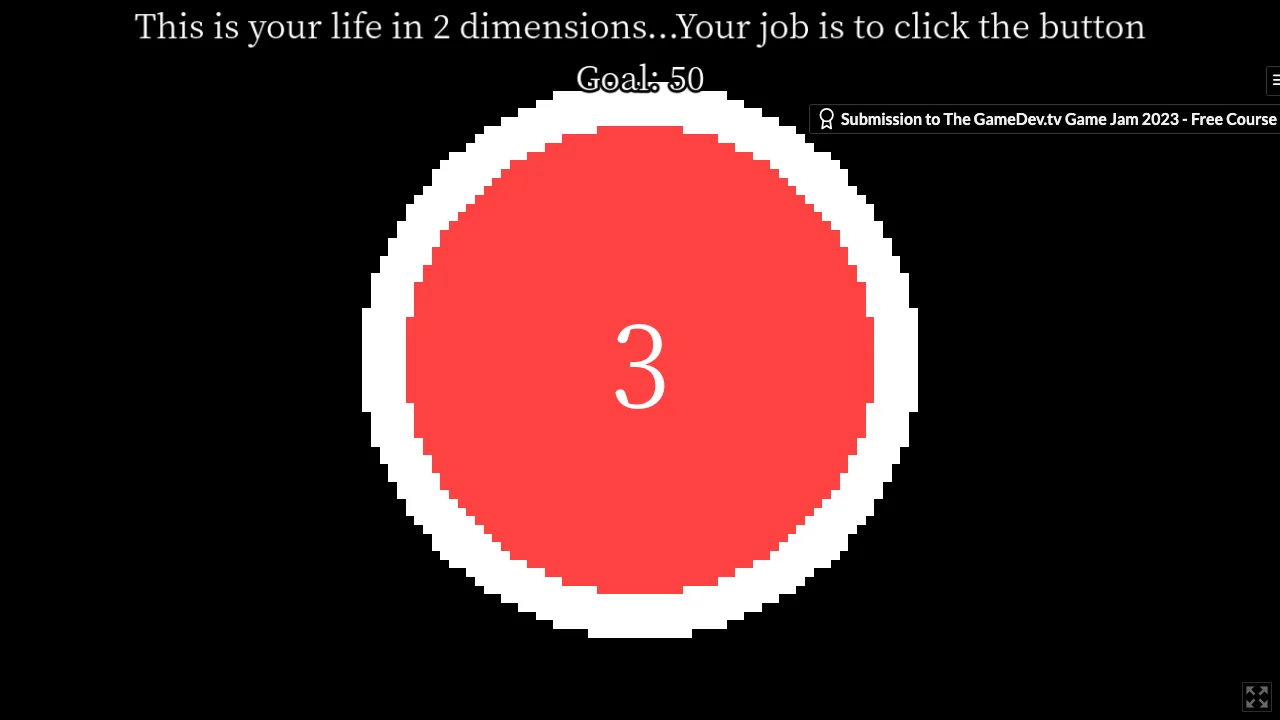 This is your life in 2 dimensions...Your job is to click the button
Goal: 50
Submission to The GameDev.tv Game Jam 2023 - Free Course
3